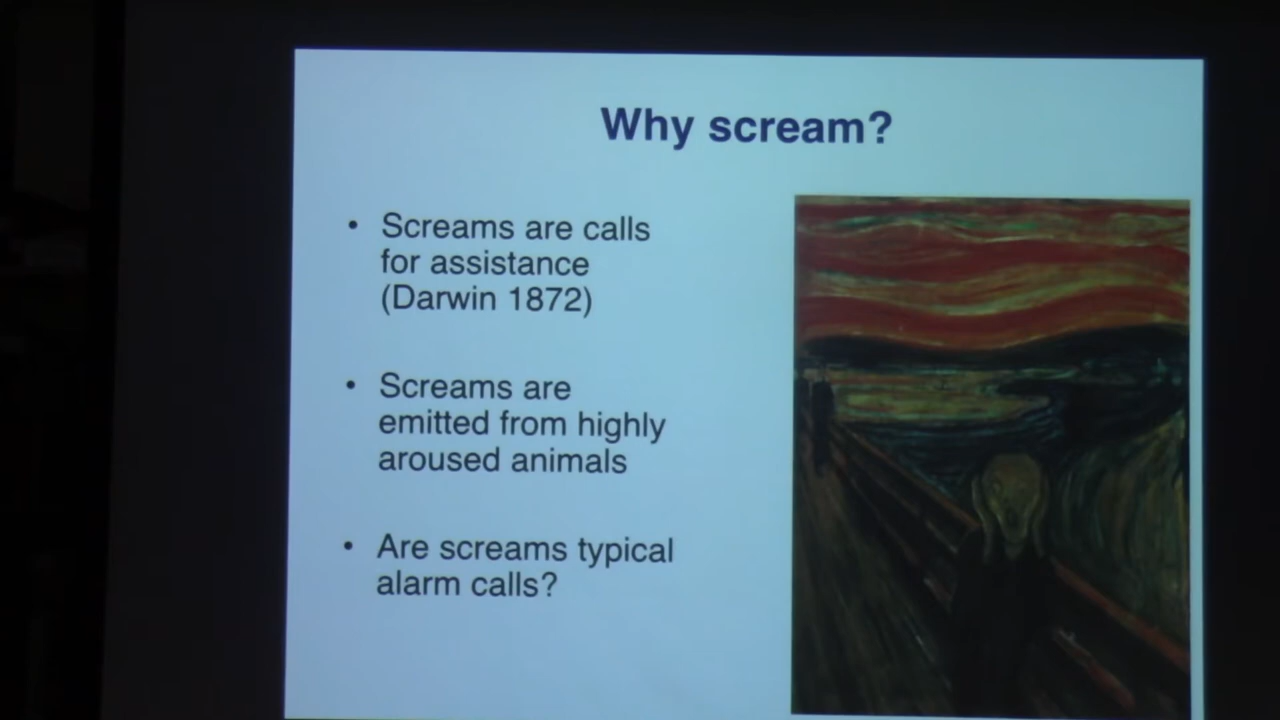 Why scream?
• Screams are calls
for assistance
(Darwin 1872)
• Screams are
emitted from highly
aroused animals
• Are screams typical
alarm calls?